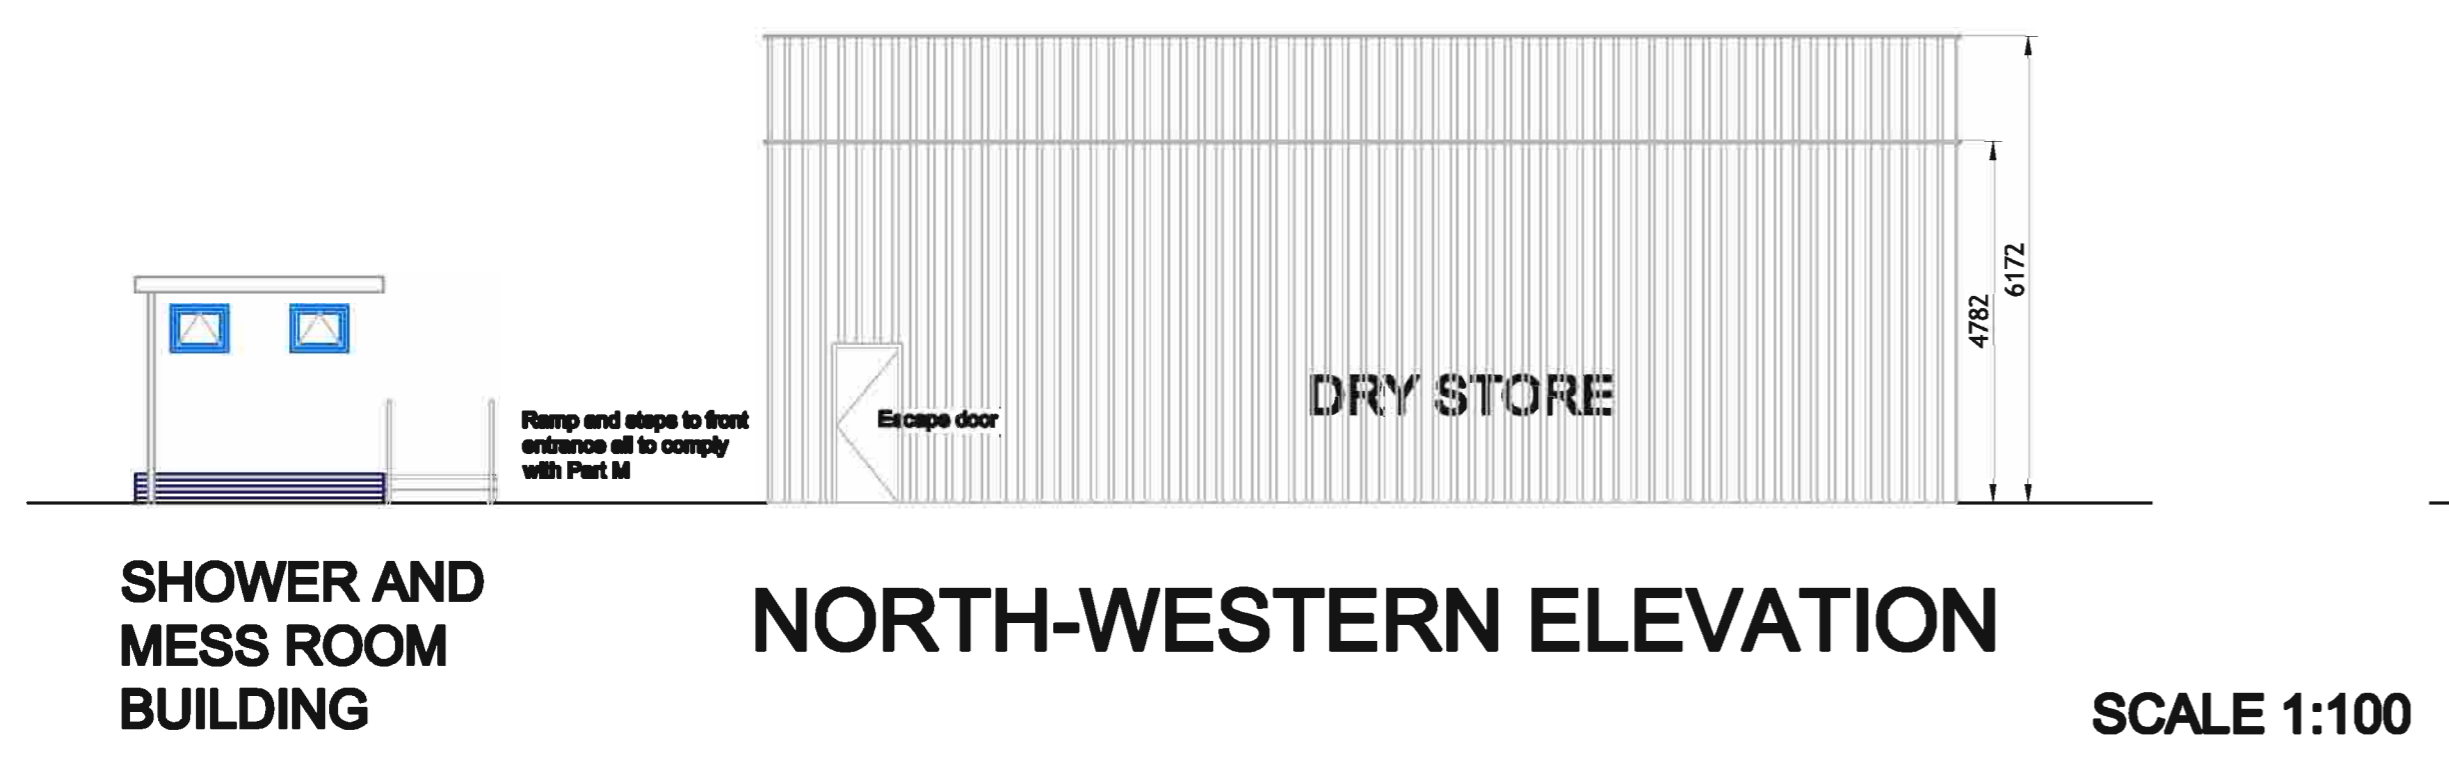 6172
4782
DRY STORE
Escape door
Ramp and steps to front
entrance all to comply
with Part M
SHOWER AND
MESS ROOM
BUILDING
NORTH-WESTERN ELEVATION
SCALE 1:100